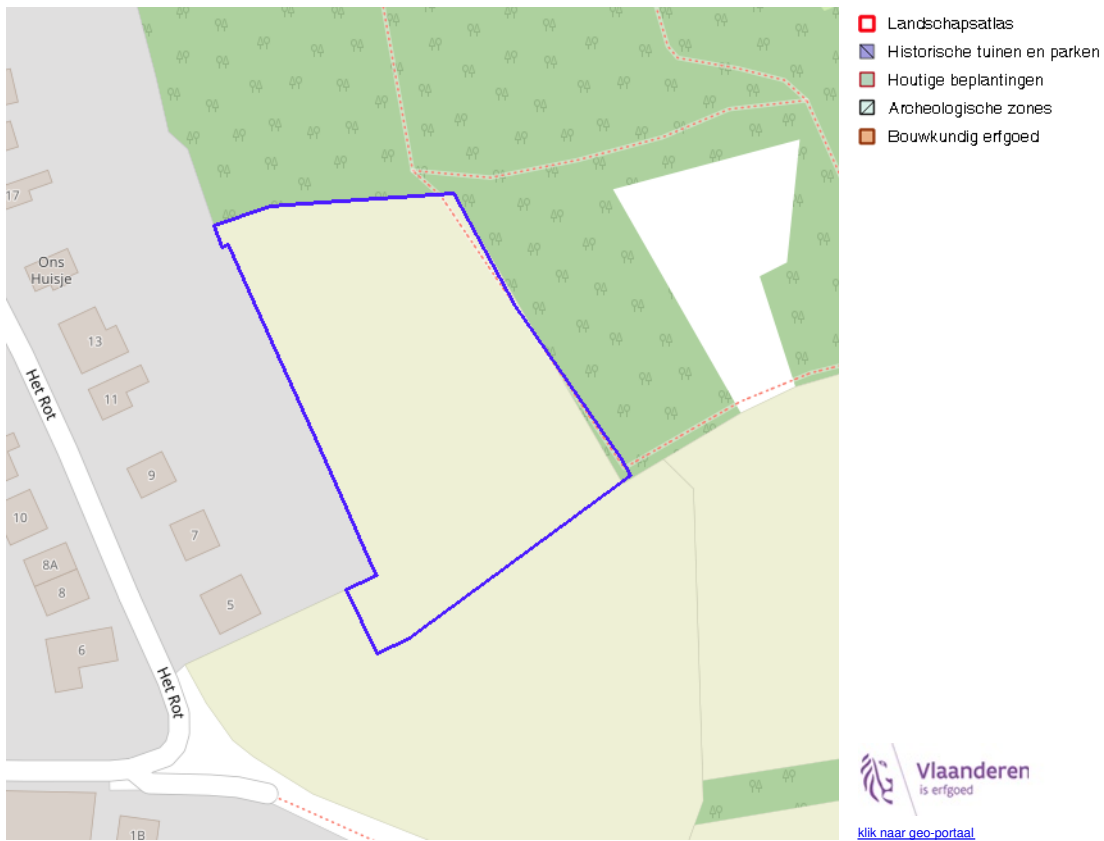 Landschapsatlas
Historische tuinen en parken
Houtige beplantingen
Archeologische zones
Bouwkundig erfgoed
17
Ons
Huisje
13
11
Het Rot
9
10
7
8A
8
5
6
Het Rot
1B
Vlaanderen
is erfgoed
klik naar geo-portaal